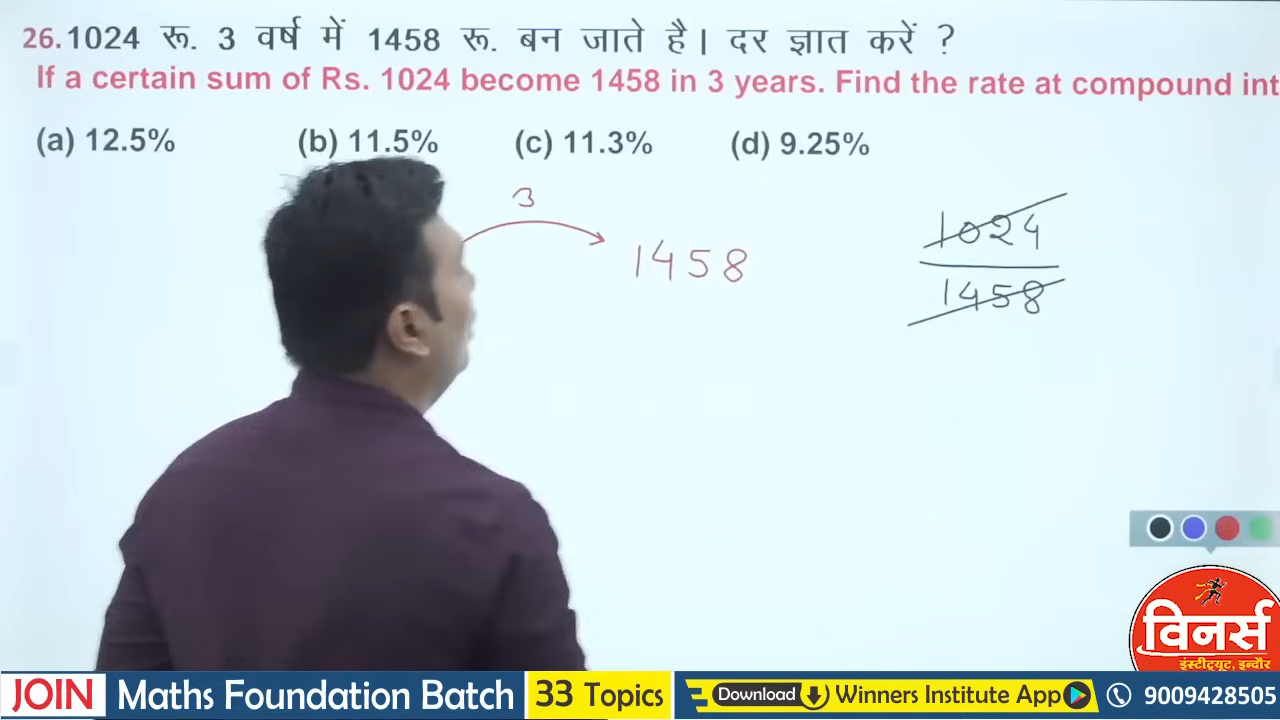 26. 1024 रू. 3 वर्ष में 1458 रू. बन जाते है। दर ज्ञात करें ?
If a certain sum of Rs. 1024 become 1458 in 3 years. Find the rate at compound int
(a) 12.5% (b) 11.5% (c) 11.3% (d) 9.25%
3
1458
1024
1458
विनर्स
इंस्टीट्यूट, इन्दौर
JOIN Maths Foundation Batch 33 Topics Download Winners Institute App 9009428505